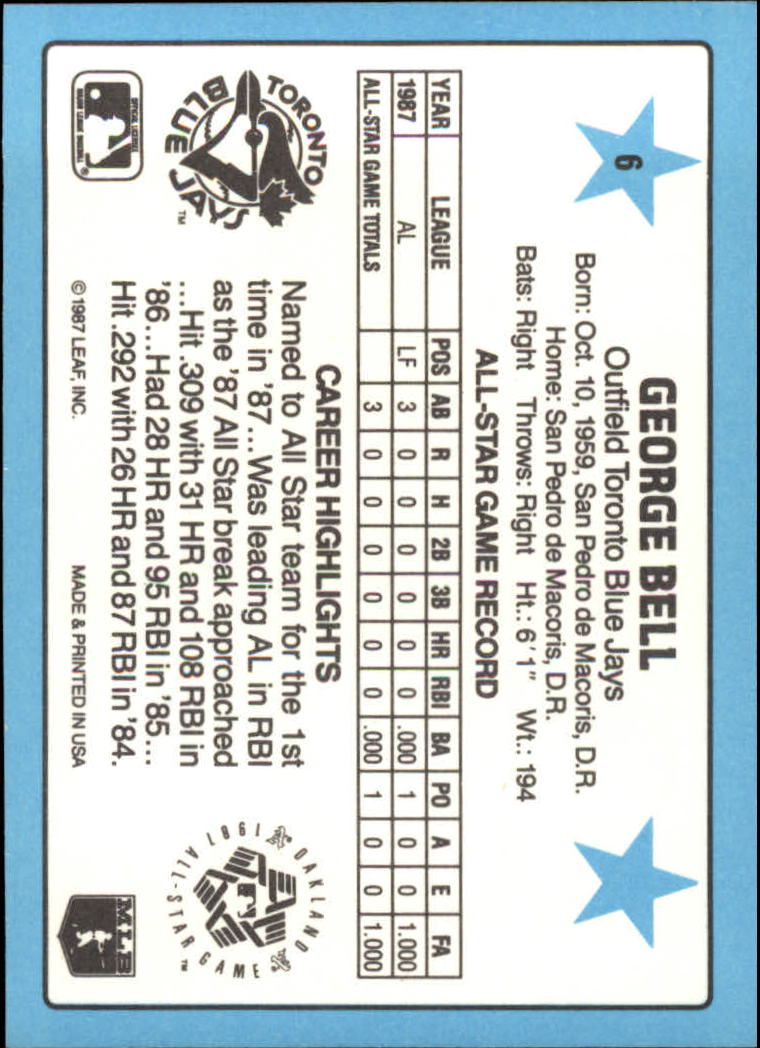 6
GEORGE BELL
Outfield Toronto Blue Jays
Born: Oct. 10, 1959, San Pedro de Macoris, D.R.
Home: San Pedro de Macoris, D.R.
Bats: Right Throws: Right Ht.: 6'1" Wt.: 194
ALL-STAR GAME RECORD
YEAR LEAGUE POS AB R H 2B 3B HR RBI BA PO A E FA
1987 AL LF 3 0 0 0 0 0 0 .000 1 0 0 1.000
ALL-STAR GAME TOTALS 3 0 0 0 0 0 0 .000 1 0 0 1.000
TORONTO
BLUE JAYS
TM
OFFICIAL LICENSEE
MAJOR LEAGUE BASEBALL
®
CAREER HIGHLIGHTS
Named to All Star team for the 1st
time in '87...Was leading AL in RBI
as the '87 All Star break approached
...Hit .309 with 31 HR and 108 RBI in
'86...Had 28 HR and 95 RBI in '85...
Hit .292 with 26 HR and 87 RBI in '84.
© 1987 LEAF, INC. MADE & PRINTED IN USA
OAKLAND
1987 ALL-STAR GAME
TM
MLB